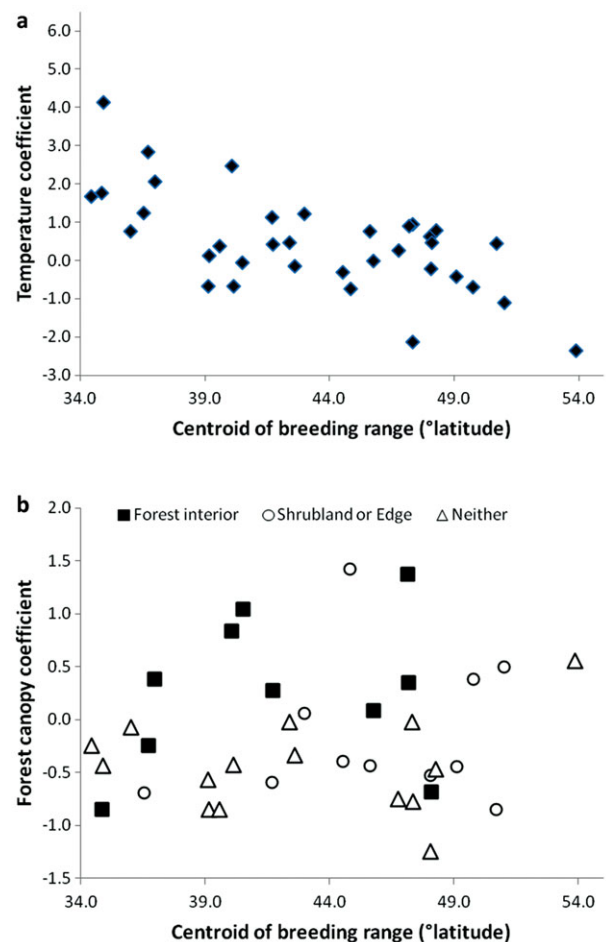 a
6.0
5.0
4.0
3.0
2.0
1.0
0.0
-1.0
-2.0
-3.0
Temperature coefficient
34.0 39.0 44.0 49.0 54.0
Centroid of breeding range (°latitude)
b
2.0
1.5
1.0
0.5
0.0
-0.5
-1.0
-1.5
Forest canopy coefficient
Forest interior Shrubland or Edge Neither
34.0 39.0 44.0 49.0 54.0
Centroid of breeding range (°latitude)